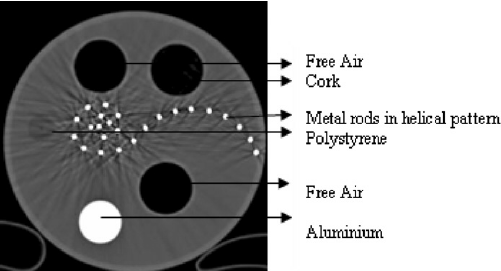 Free Air
Cork
Metal rods in helical pattern
Polystyrene
Free Air
Aluminium